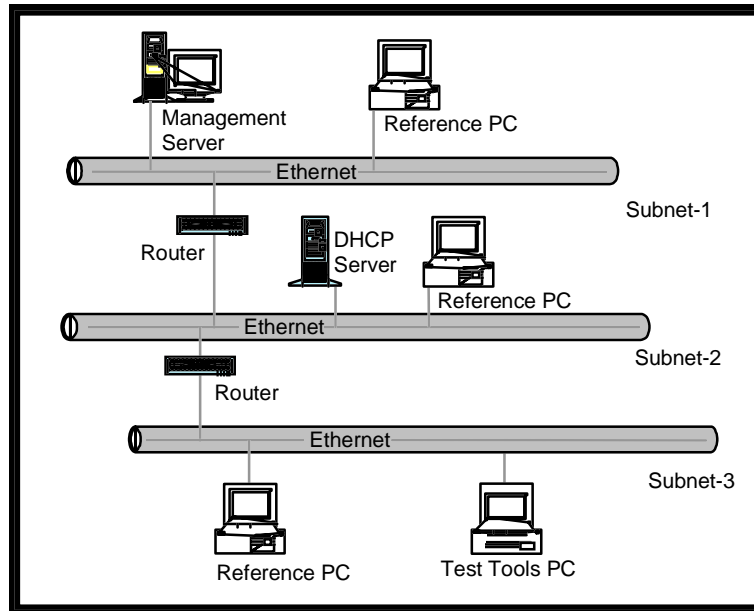 Management
Server
Reference PC
Ethernet
Subnet-1
Router
DHCP
Server
Reference PC
Ethernet
Subnet-2
Router
Ethernet
Subnet-3
Reference PC
Test Tools PC